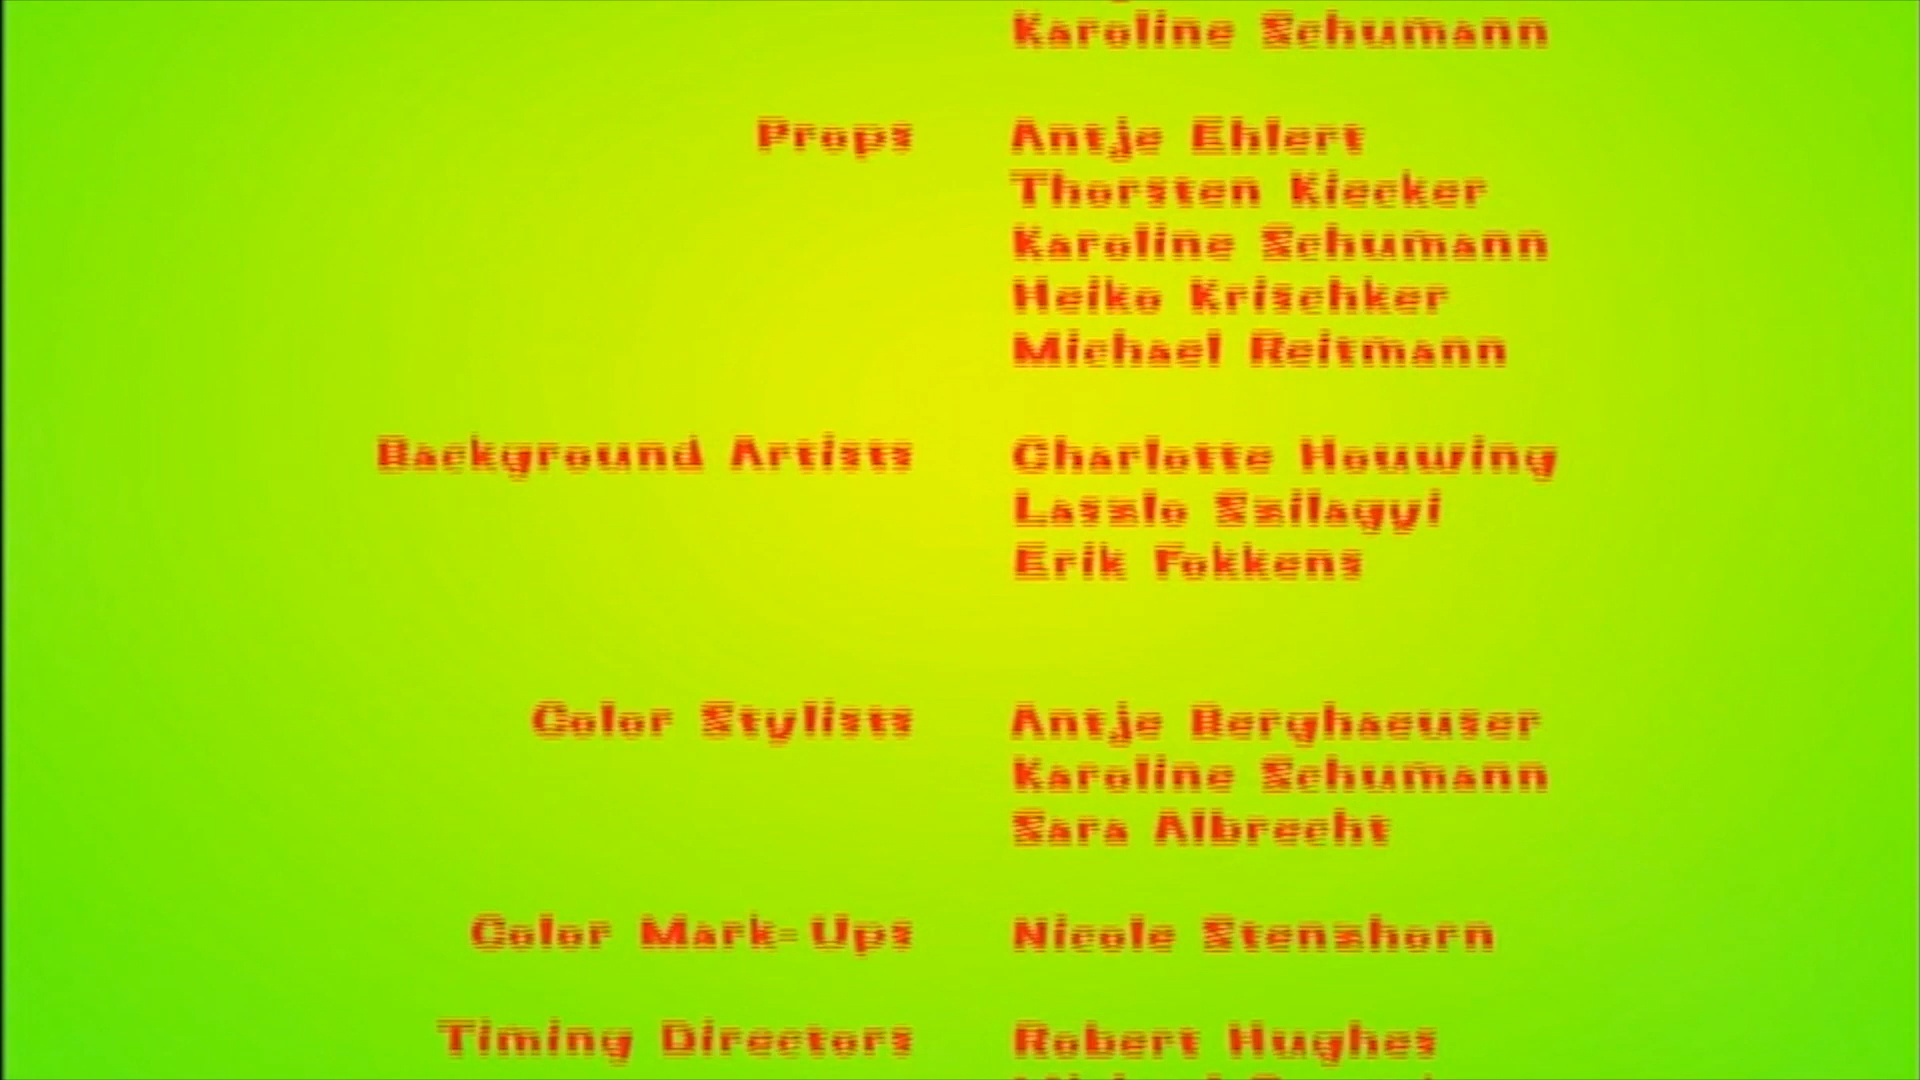 Karoline Schumann
Props Antje Ehlert
Thorsten Kiecker
Karoline Schumann
Heiko Krischker
Michael Reitmann
Background Artists Charlotte Houwing
Laszlo Szilagyi
Erik Fokkens
Color Stylists Antje Berghaeuser
Karoline Schumann
Sara Albrecht
Color Mark-Ups Nicole Stenzhorn
Timing Directors Robert Hughes